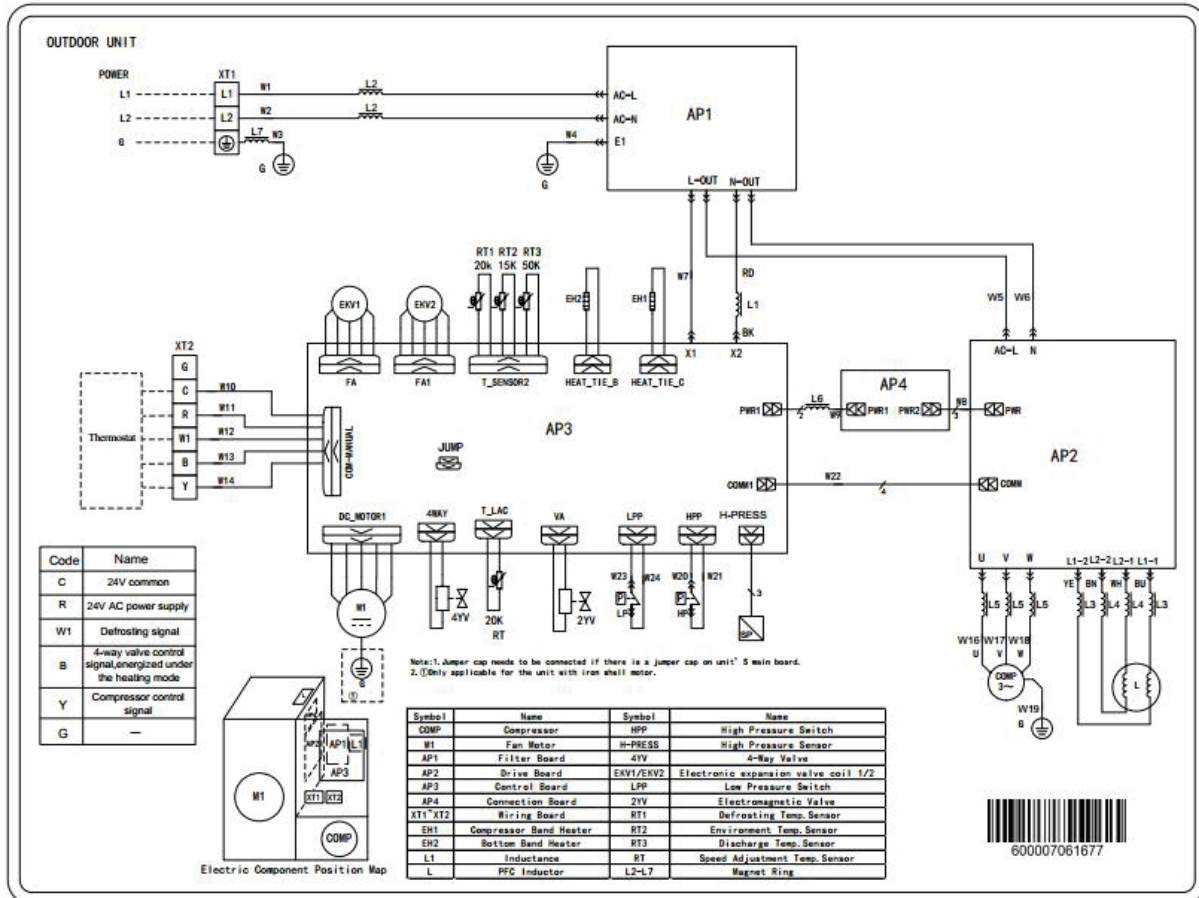 OUTDOOR UNIT
POWER
XT1
L1
L1
W1
L2
AC-L
L2
L2
W2
L2
AC-N
G
L7
W3
G
W4
G
E1
AP1
L-OUT
N-OUT
RT1 RT2 RT3
20k 15K 50K
EKV1
EKV2
EH2
EH1
W7
RD
L1
BK
W5
W6
FA
FA1
T_SENSOR2
HEAT_TIE_B
HEAT_TIE_C
X1
X2
AC-L
N
XT2
G
C
W10
R
W11
W1
W12
B
W13
Y
W14
Thermostat
COM-MANUAL
JUMP
AP3
PWR1
2
L6
W9
PWR1
AP4
PWR2
3
W8
PWR
AP2
COMM1
W22
4
COMM
DC_MOTOR1
4WAY
T_LAC
VA
LPP
HPP
H-PRESS
M1
G
①
4YV
20K
RT
2YV
W23
W24
P
LP
W20
W21
P
HP
3
SP
U V W
L1-2 L2-2 L2-1 L1-1
YE BN WH BU
L5 L5 L5
L3 L4 L4 L3
W16 W17 W18
U V W
COMP
3~
W19
G
L
Code Name
C 24V common
R 24V AC power supply
W1 Defrosting signal
B 4-way valve control
signal,energized under
the heating mode
Y Compressor control
signal
G —
Note:1.Jumper cap needs to be connected if there is a jumper cap on unit' S main board.
2.①Only applicable for the unit with iron shell motor.
L
AP2
AP1
L1
AP3
XT1
XT2
M1
COMP
Electric Component Position Map
Symbol Name Symbol Name
COMP Compressor HPP High Pressure Switch
M1 Fan Motor H-PRESS High Pressure Sensor
AP1 Filter Board 4YV 4-Way Valve
AP2 Drive Board EKV1/EKV2 Electronic expansion valve coil 1/2
AP3 Control Board LPP Low Pressure Switch
AP4 Connection Board 2YV Electromagnetic Valve
XT1~XT2 Wiring Board RT1 Defrosting Temp.Sensor
EH1 Compressor Band Heater RT2 Environment Temp.Sensor
EH2 Bottom Band Heater RT3 Discharge Temp.Sensor
L1 Inductance RT Speed Adjustment Temp.Sensor
L PFC Inductor L2-L7 Magnet Ring
600007061677